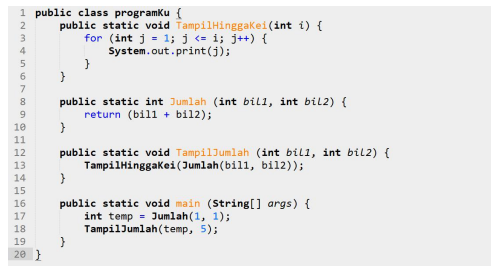 1 public class programKu {
2     public static void TampilHinggaKei(int i) {
3         for (int j = 1; j <= i; j++) {
4             System.out.print(j);
5         }
6     }
7
8     public static int Jumlah (int bil1, int bil2) {
9         return (bil1 + bil2);
10     }
11
12     public static void TampilJumlah (int bil1, int bil2) {
13         TampilHinggaKei(Jumlah(bil1, bil2));
14     }
15
16     public static void main (String[] args) {
17         int temp = Jumlah(1, 1);
18         TampilJumlah(temp, 5);
19     }
20 }